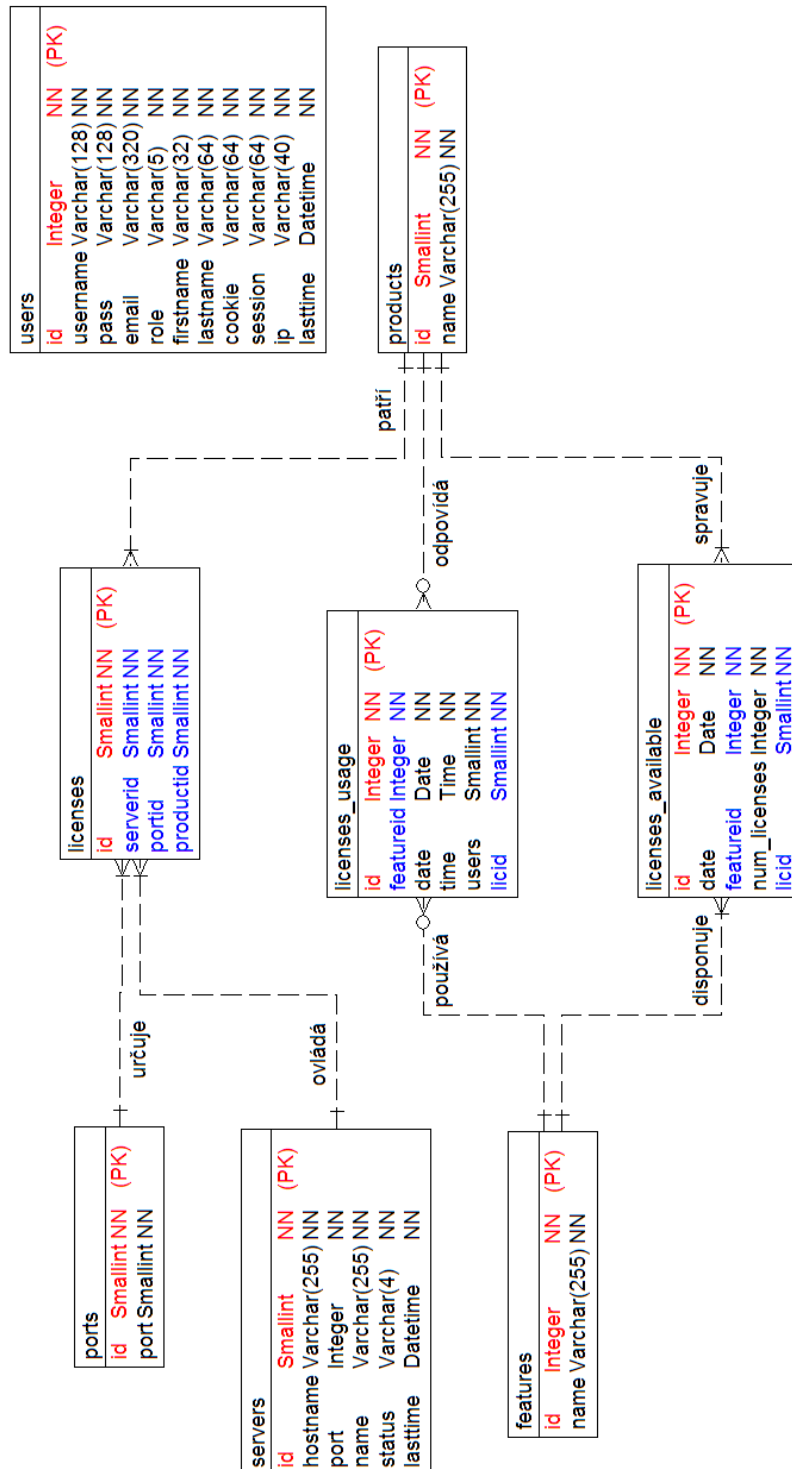 users
id Integer NN (PK)
username Varchar(128) NN
pass Varchar(128) NN
email Varchar(320) NN
role Varchar(5) NN
firstname Varchar(32) NN
lastname Varchar(64) NN
cookie Varchar(64) NN
session Varchar(64) NN
ip Varchar(40) NN
lasttime Datetime NN
products
id Smallint NN (PK)
name Varchar(255) NN
patří
odpovídá
spravuje
licenses
id Smallint NN (PK)
serverid Smallint NN
portid Smallint NN
productid Smallint NN
licenses_usage
id Integer NN (PK)
featureid Integer NN
date Date NN
time Time NN
users Smallint NN
licid Smallint NN
licenses_available
id Integer NN (PK)
date Date NN
featureid Integer NN
num_licenses Integer NN
licid Smallint NN
určuje
ovládá
používá
disponuje
ports
id Smallint NN (PK)
port Smallint NN
servers
id Smallint NN (PK)
hostname Varchar(255) NN
port Integer NN
name Varchar(255) NN
status Varchar(4) NN
lasttime Datetime NN
features
id Integer NN (PK)
name Varchar(255) NN